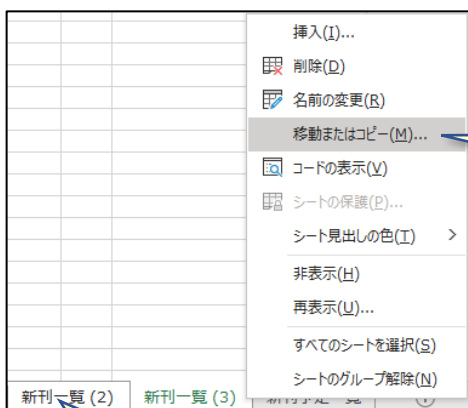 挿入(I)...
削除(D)
名前の変更(R)
移動またはコピー(M)...
コードの表示(V)
シートの保護(P)...
シート見出しの色(T) >
非表示(H)
再表示(U)...
すべてのシートを選択(S)
シートのグループ解除(N)
新刊一覧 (2) 新刊一覧 (3)